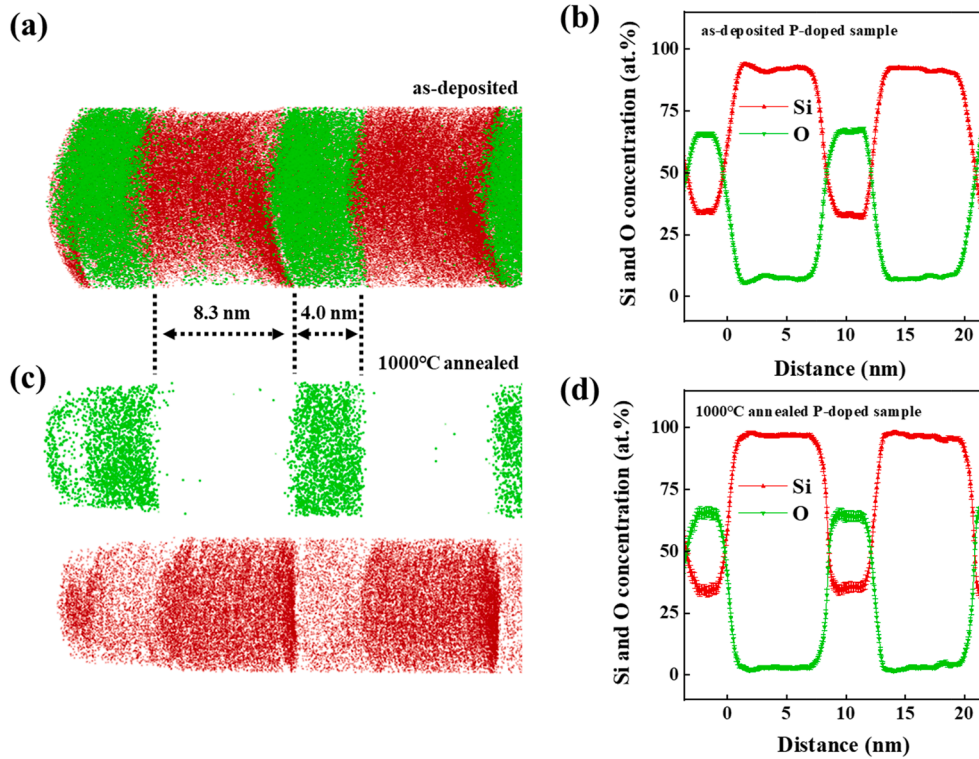 (a)
as-deposited
8.3 nm
4.0 nm
1000°C annealed
(c)
(b)
as-deposited P-doped sample
Si and O concentration (at.%)
100
75
50
25
0
Si
O
0
5
10
15
20
Distance (nm)
(d)
1000°C annealed P-doped sample
Si and O concentration (at.%)
100
75
50
25
0
Si
O
0
5
10
15
20
Distance (nm)